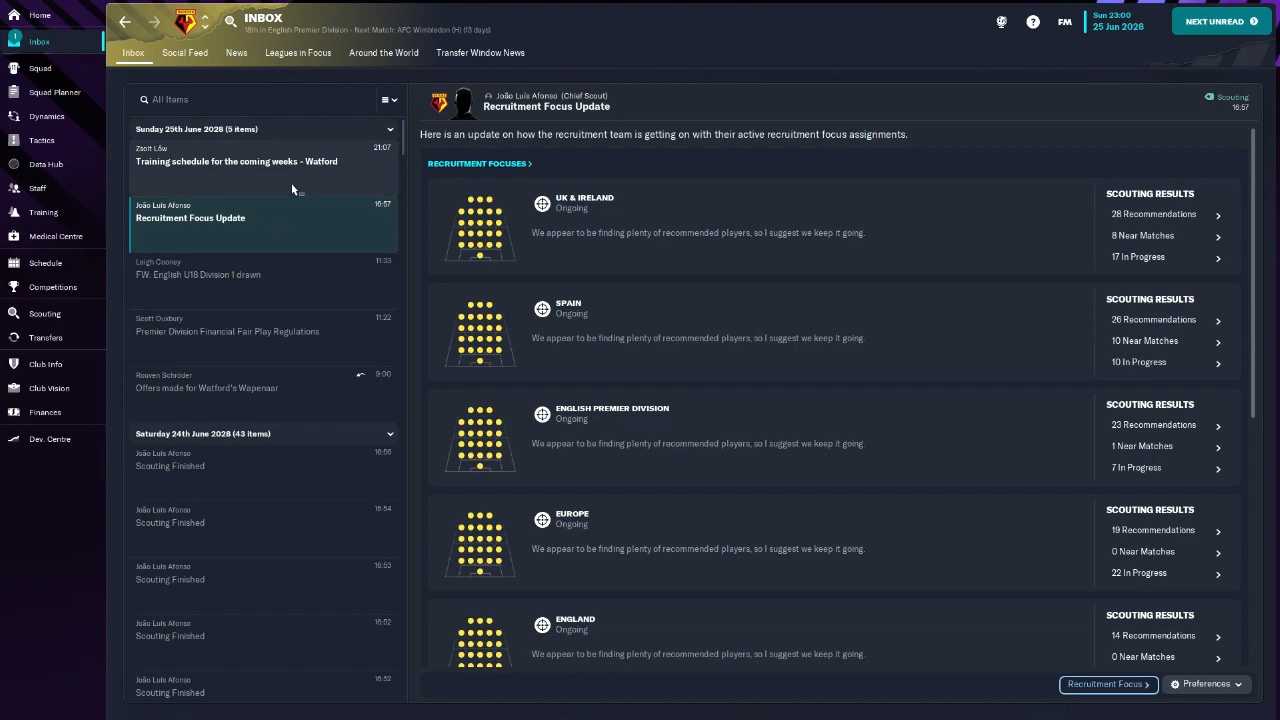 Home
1
Inbox
Squad
Squad Planner
Dynamics
Tactics
Data Hub
Staff
Training
Medical Centre
Schedule
Competitions
Scouting
Transfers
Club Info
Club Vision
Finances
Dev. Centre
INBOX
18th in English Premier Division - Next Match: AFC Wimbledon (H) (13 days)
FM
Sun 23:00
25 Jun 2028
NEXT UNREAD
Inbox
Social Feed
News
Leagues in Focus
Around the World
Transfer Window News
All Items
Sunday 25th June 2028 (5 items)
Zsolt Lőw 21:07
Training schedule for the coming weeks - Watford
João Luís Afonso 16:57
Recruitment Focus Update
Leigh Cooney 11:33
FW: English U18 Division 1 drawn
Scott Duxbury 11:22
Premier Division Financial Fair Play Regulations
Rouven Schröder 9:00
Offers made for Watford's Wapenaar
Saturday 24th June 2028 (43 items)
João Luís Afonso 16:56
Scouting Finished
João Luís Afonso 16:54
Scouting Finished
João Luís Afonso 16:53
Scouting Finished
João Luís Afonso 16:52
Scouting Finished
João Luís Afonso 16:52
Scouting Finished
João Luís Afonso (Chief Scout)
Recruitment Focus Update
Scouting
16:57
Here is an update on how the recruitment team is getting on with their active recruitment focus assignments.
RECRUITMENT FOCUSES >
UK & IRELAND
Ongoing
We appear to be finding plenty of recommended players, so I suggest we keep it going.
SCOUTING RESULTS
28 Recommendations
8 Near Matches
17 In Progress
SPAIN
Ongoing
We appear to be finding plenty of recommended players, so I suggest we keep it going.
SCOUTING RESULTS
26 Recommendations
10 Near Matches
10 In Progress
ENGLISH PREMIER DIVISION
Ongoing
We appear to be finding plenty of recommended players, so I suggest we keep it going.
SCOUTING RESULTS
23 Recommendations
1 Near Matches
7 In Progress
EUROPE
Ongoing
We appear to be finding plenty of recommended players, so I suggest we keep it going.
SCOUTING RESULTS
19 Recommendations
0 Near Matches
22 In Progress
ENGLAND
Ongoing
We appear to be finding plenty of recommended players, so I suggest we keep it going.
SCOUTING RESULTS
14 Recommendations
0 Near Matches
Recruitment Focus >
Preferences